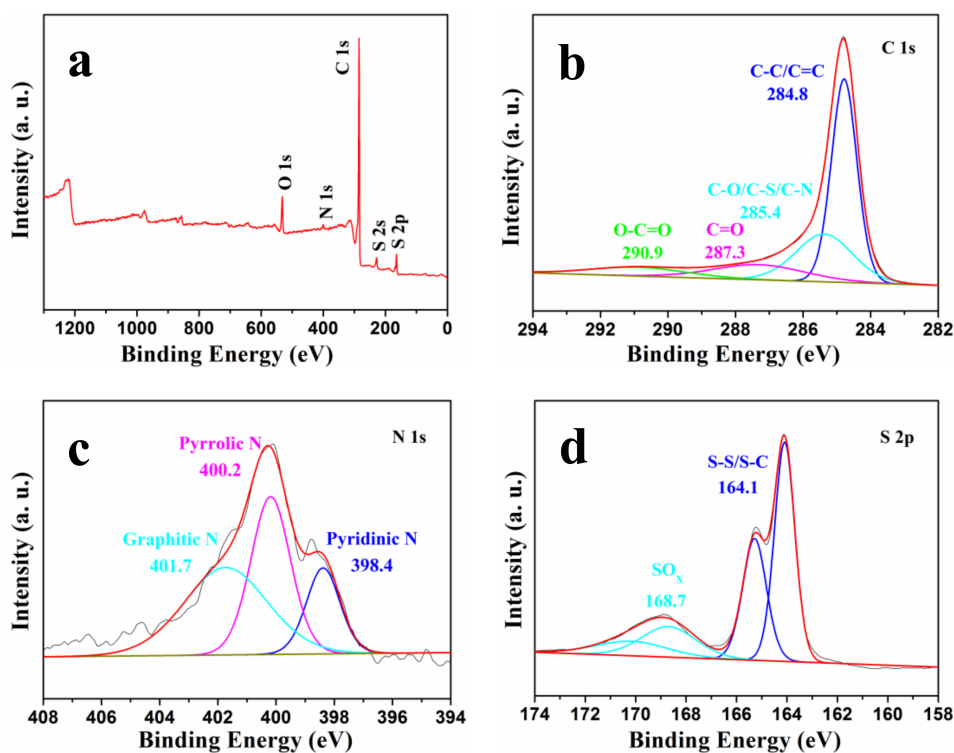 a
C 1s
O 1s
N 1s
S 2s
S 2p
Intensity (a. u.)
1200 1000 800 600 400 200 0
Binding Energy (eV)
b
C 1s
C-C/C=C
284.8
C-O/C-S/C-N
285.4
O-C=O
290.9
C=O
287.3
Intensity (a. u.)
294 292 290 288 286 284 282
Binding Energy (eV)
c
N 1s
Pyrrolic N
400.2
Graphitic N
401.7
Pyridinic N
398.4
Intensity (a. u.)
408 406 404 402 400 398 396 394
Binding Energy (eV)
d
S 2p
S-S/S-C
164.1
SOₓ
168.7
Intensity (a. u.)
174 172 170 168 166 164 162 160 158
Binding Energy (eV)